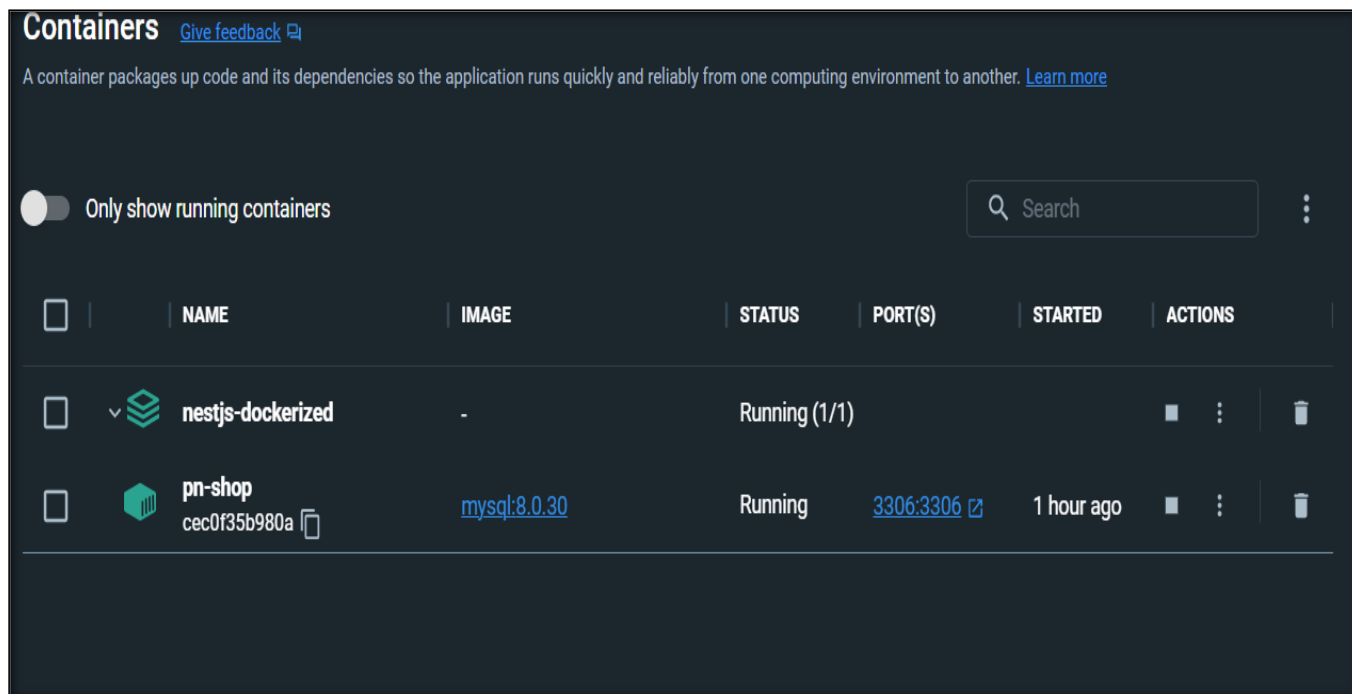 Containers Give feedback
A container packages up code and its dependencies so the application runs quickly and reliably from one computing environment to another. Learn more
Only show running containers
Search
NAME IMAGE STATUS PORT(S) STARTED ACTIONS
nestjs-dockerized - Running (1/1)
pn-shop
cec0f35b980a
mysql:8.0.30 Running 3306:3306 1 hour ago